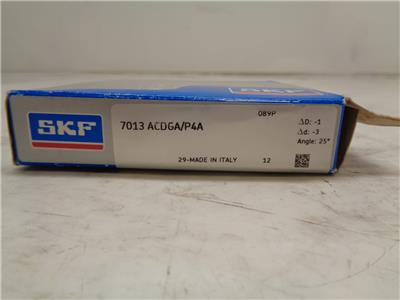 SKF
7013 ACDGA/P4A
089P
ΔD: -1
Δd: -3
Angle: 25°
29-MADE IN ITALY
12